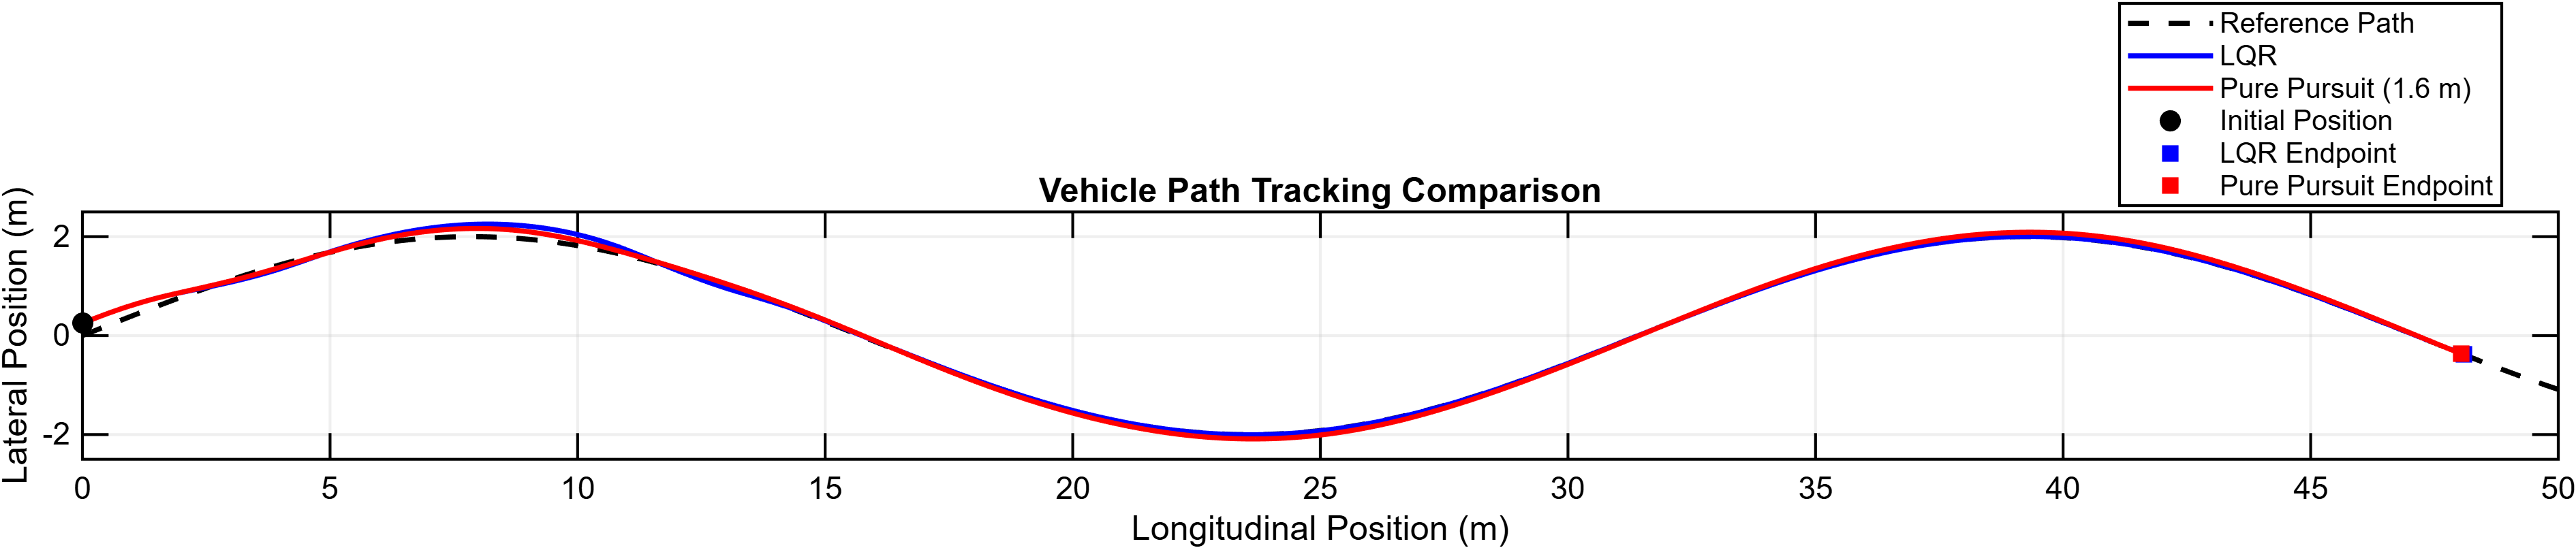 Reference Path
LQR
Pure Pursuit (1.6 m)
Initial Position
LQR Endpoint
Pure Pursuit Endpoint
Vehicle Path Tracking Comparison
Lateral Position (m)
2
0
-2
0 5 10 15 20 25 30 35 40 45 50
Longitudinal Position (m)